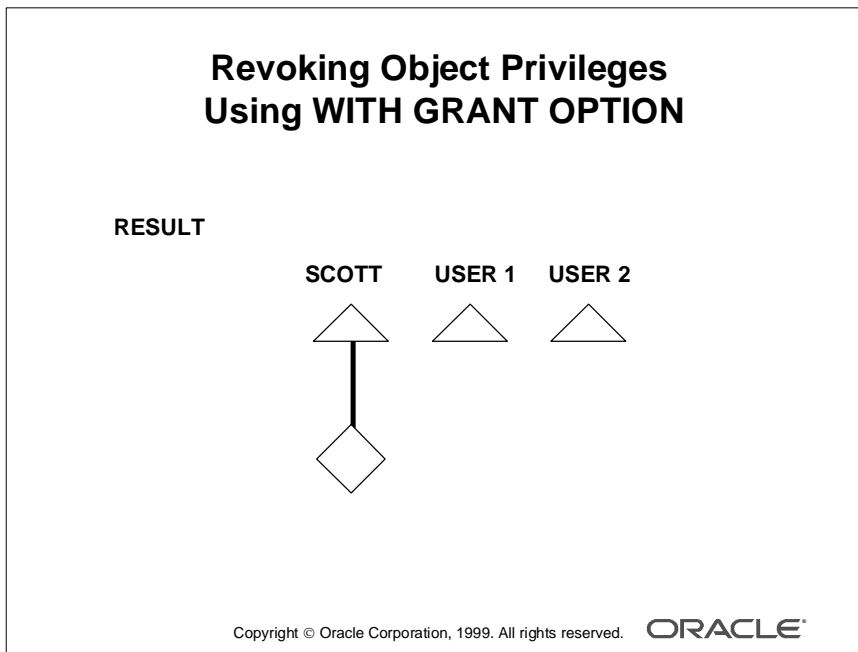 Revoking Object Privileges
Using WITH GRANT OPTION
RESULT
SCOTT USER 1 USER 2
Copyright © Oracle Corporation, 1999. All rights reserved. ORACLE®